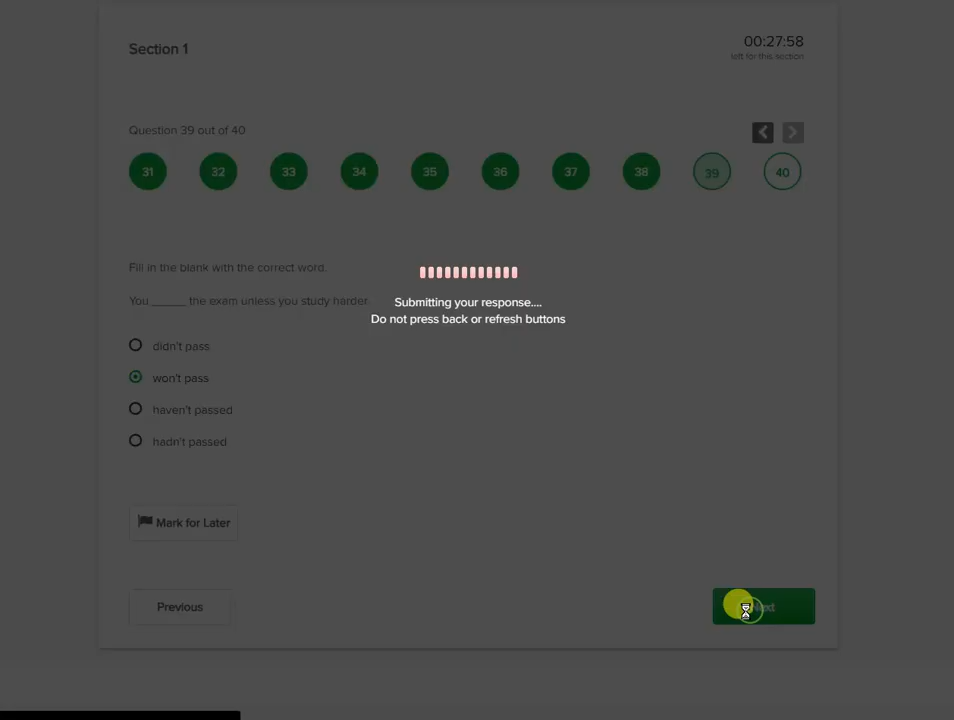 Section 1
00:27:58
left for this section
Question 39 out of 40
31 32 33 34 35 36 37 38 39 40
Fill in the blank with the correct word.
You _____ the exam unless you study harder.
Submitting your response....
Do not press back or refresh buttons
didn't pass
won't pass
haven't passed
hadn't passed
Mark for Later
Previous
Next